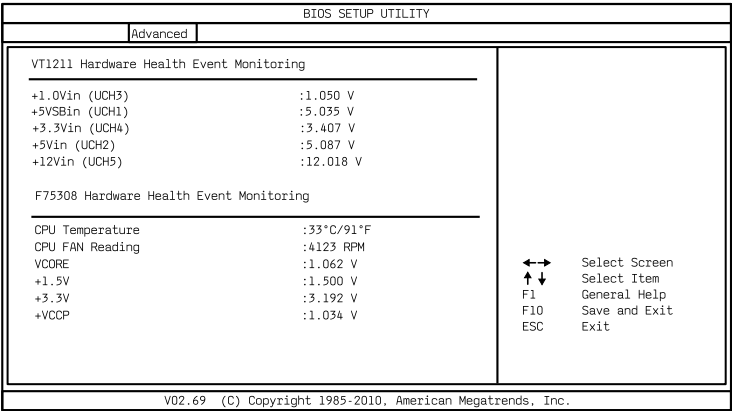 BIOS SETUP UTILITY
Advanced
VT1211 Hardware Health Event Monitoring
+1.0Vin (UCH3) :1.050 V
+5VSBin (UCH1) :5.035 V
+3.3Vin (UCH4) :3.407 V
+5Vin (UCH2) :5.087 V
+12Vin (UCH5) :12.018 V
F75308 Hardware Health Event Monitoring
CPU Temperature :33°C/91°F
CPU FAN Reading :4123 RPM
VCORE :1.062 V
+1.5V :1.500 V
+3.3V :3.192 V
+VCCP :1.034 V
←→ Select Screen
↑↓ Select Item
F1 General Help
F10 Save and Exit
ESC Exit
V02.69 (C) Copyright 1985-2010, American Megatrends, Inc.